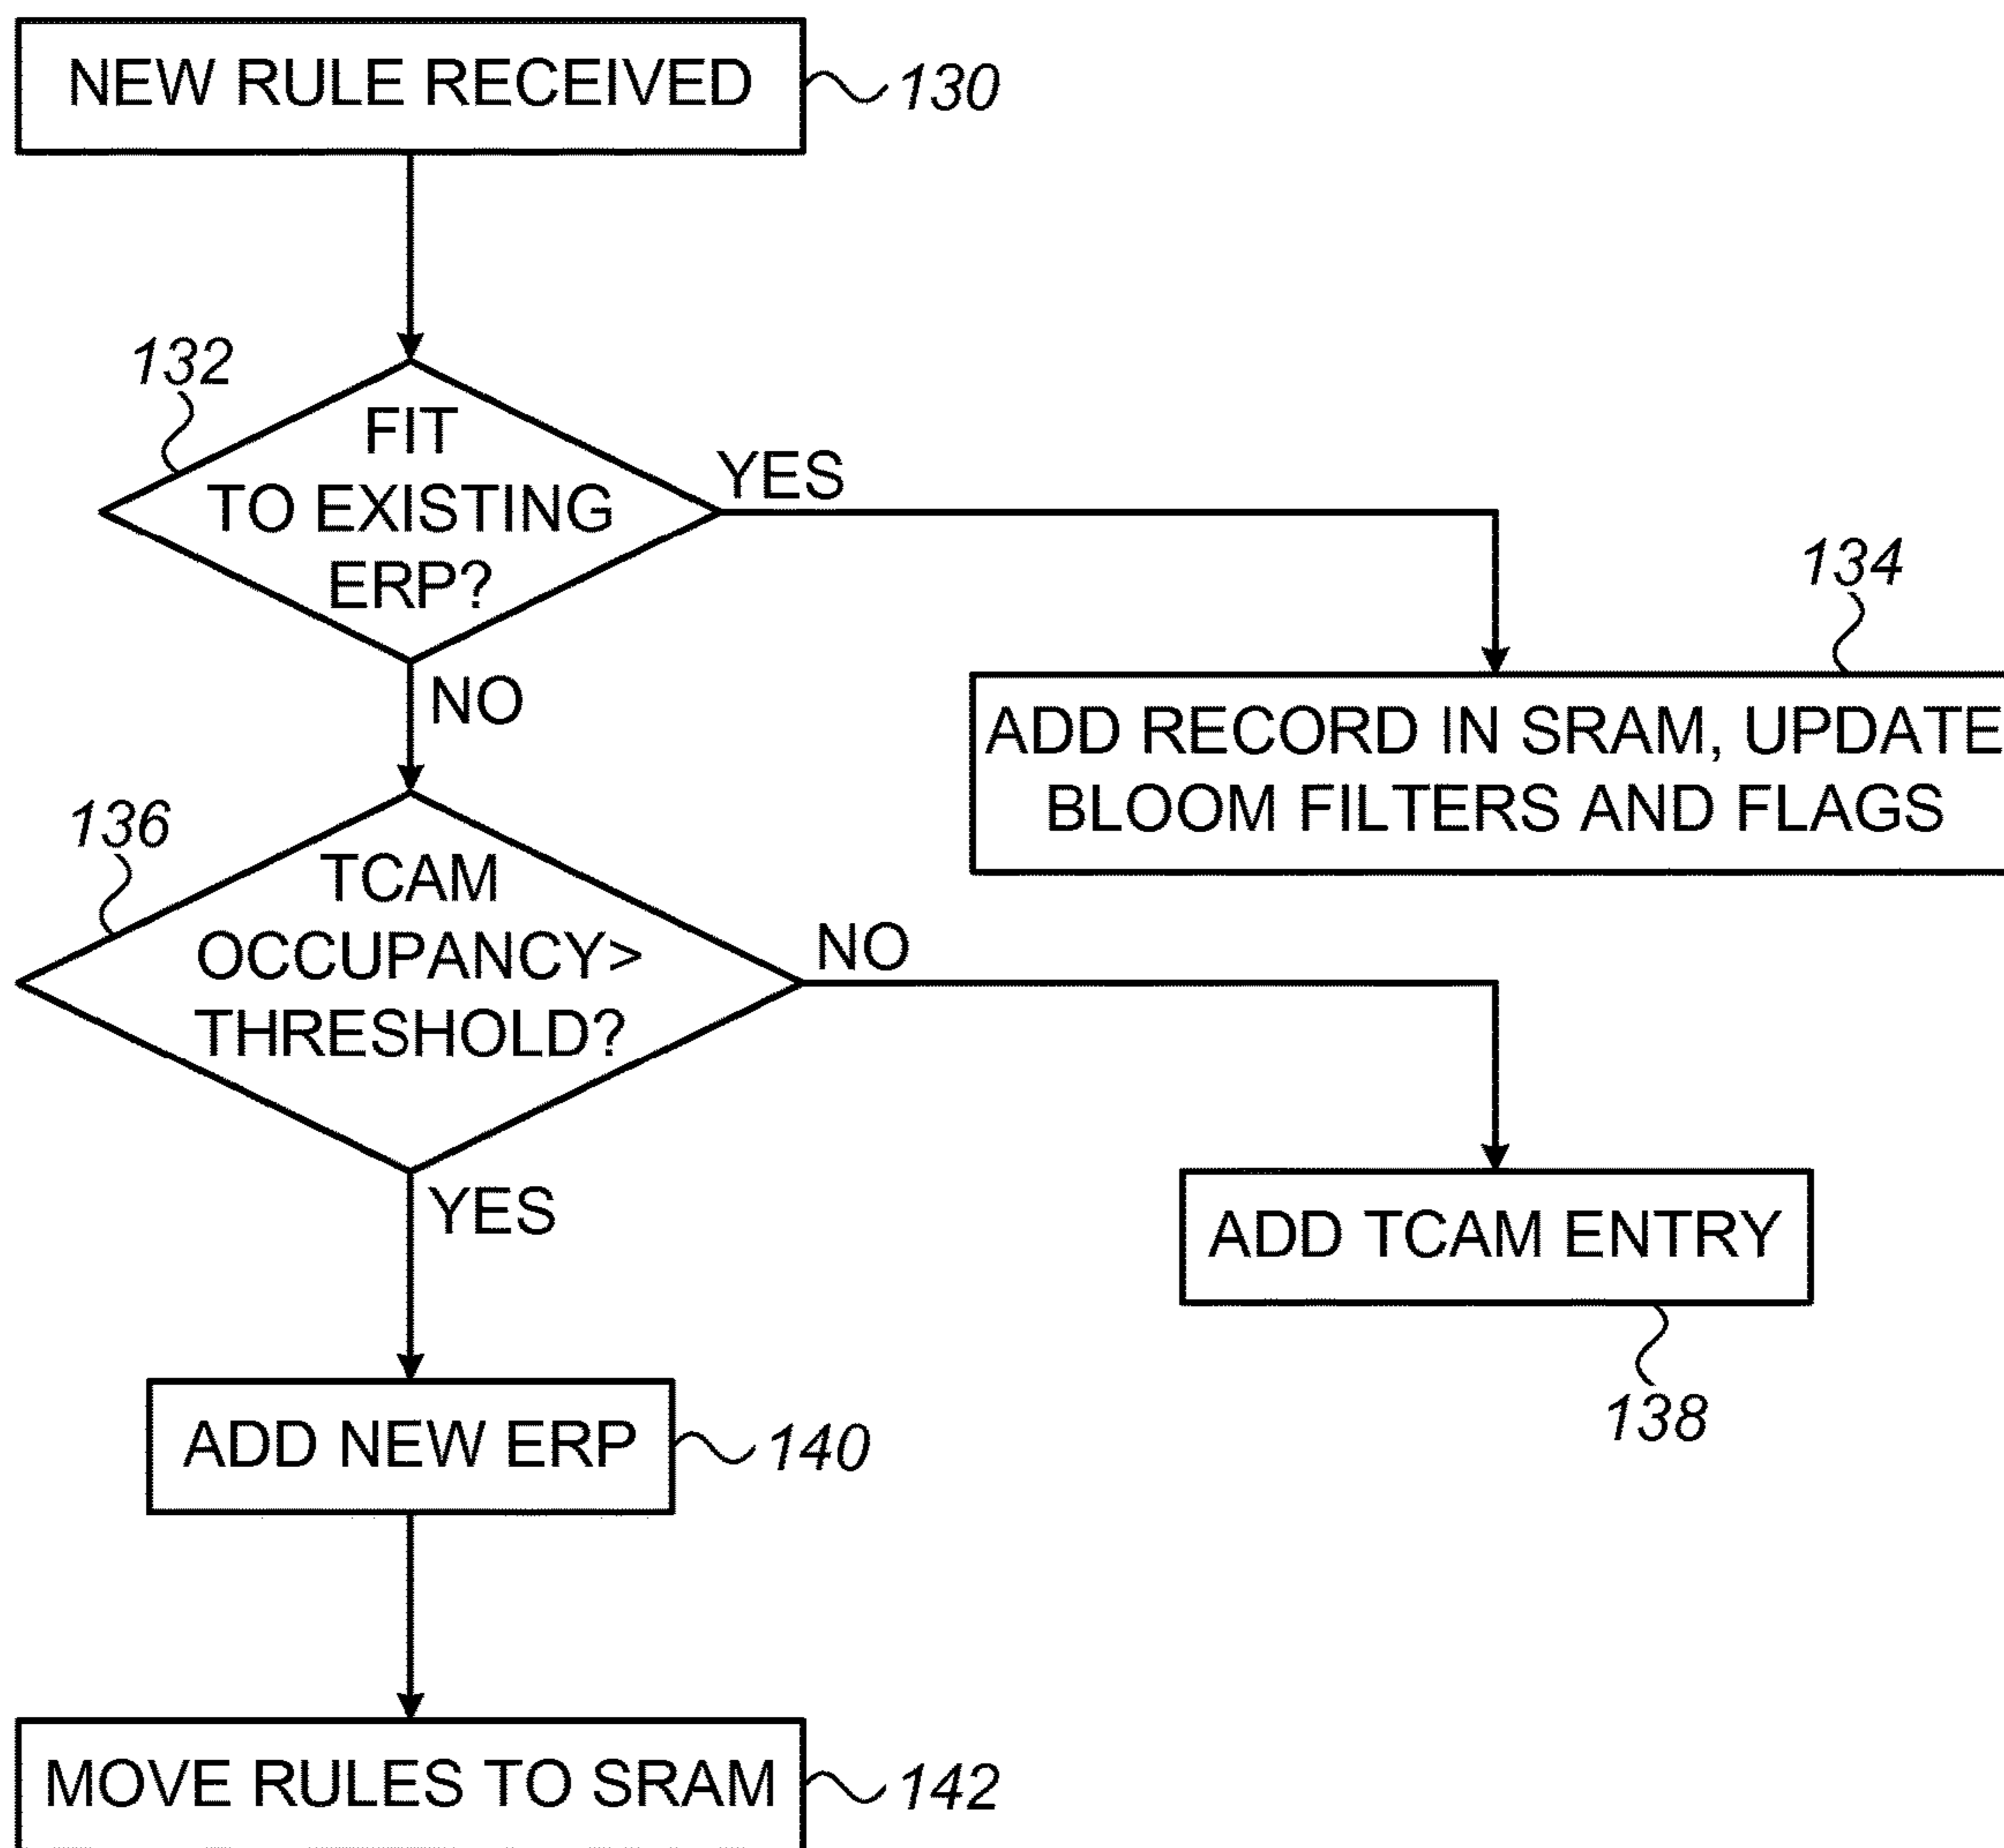 NEW RULE RECEIVED
130
132
FIT
TO EXISTING
ERP?
YES
NO
134
ADD RECORD IN SRAM, UPDATE
BLOOM FILTERS AND FLAGS
136
TCAM
OCCUPANCY>
THRESHOLD?
NO
YES
ADD TCAM ENTRY
138
ADD NEW ERP
140
MOVE RULES TO SRAM
142